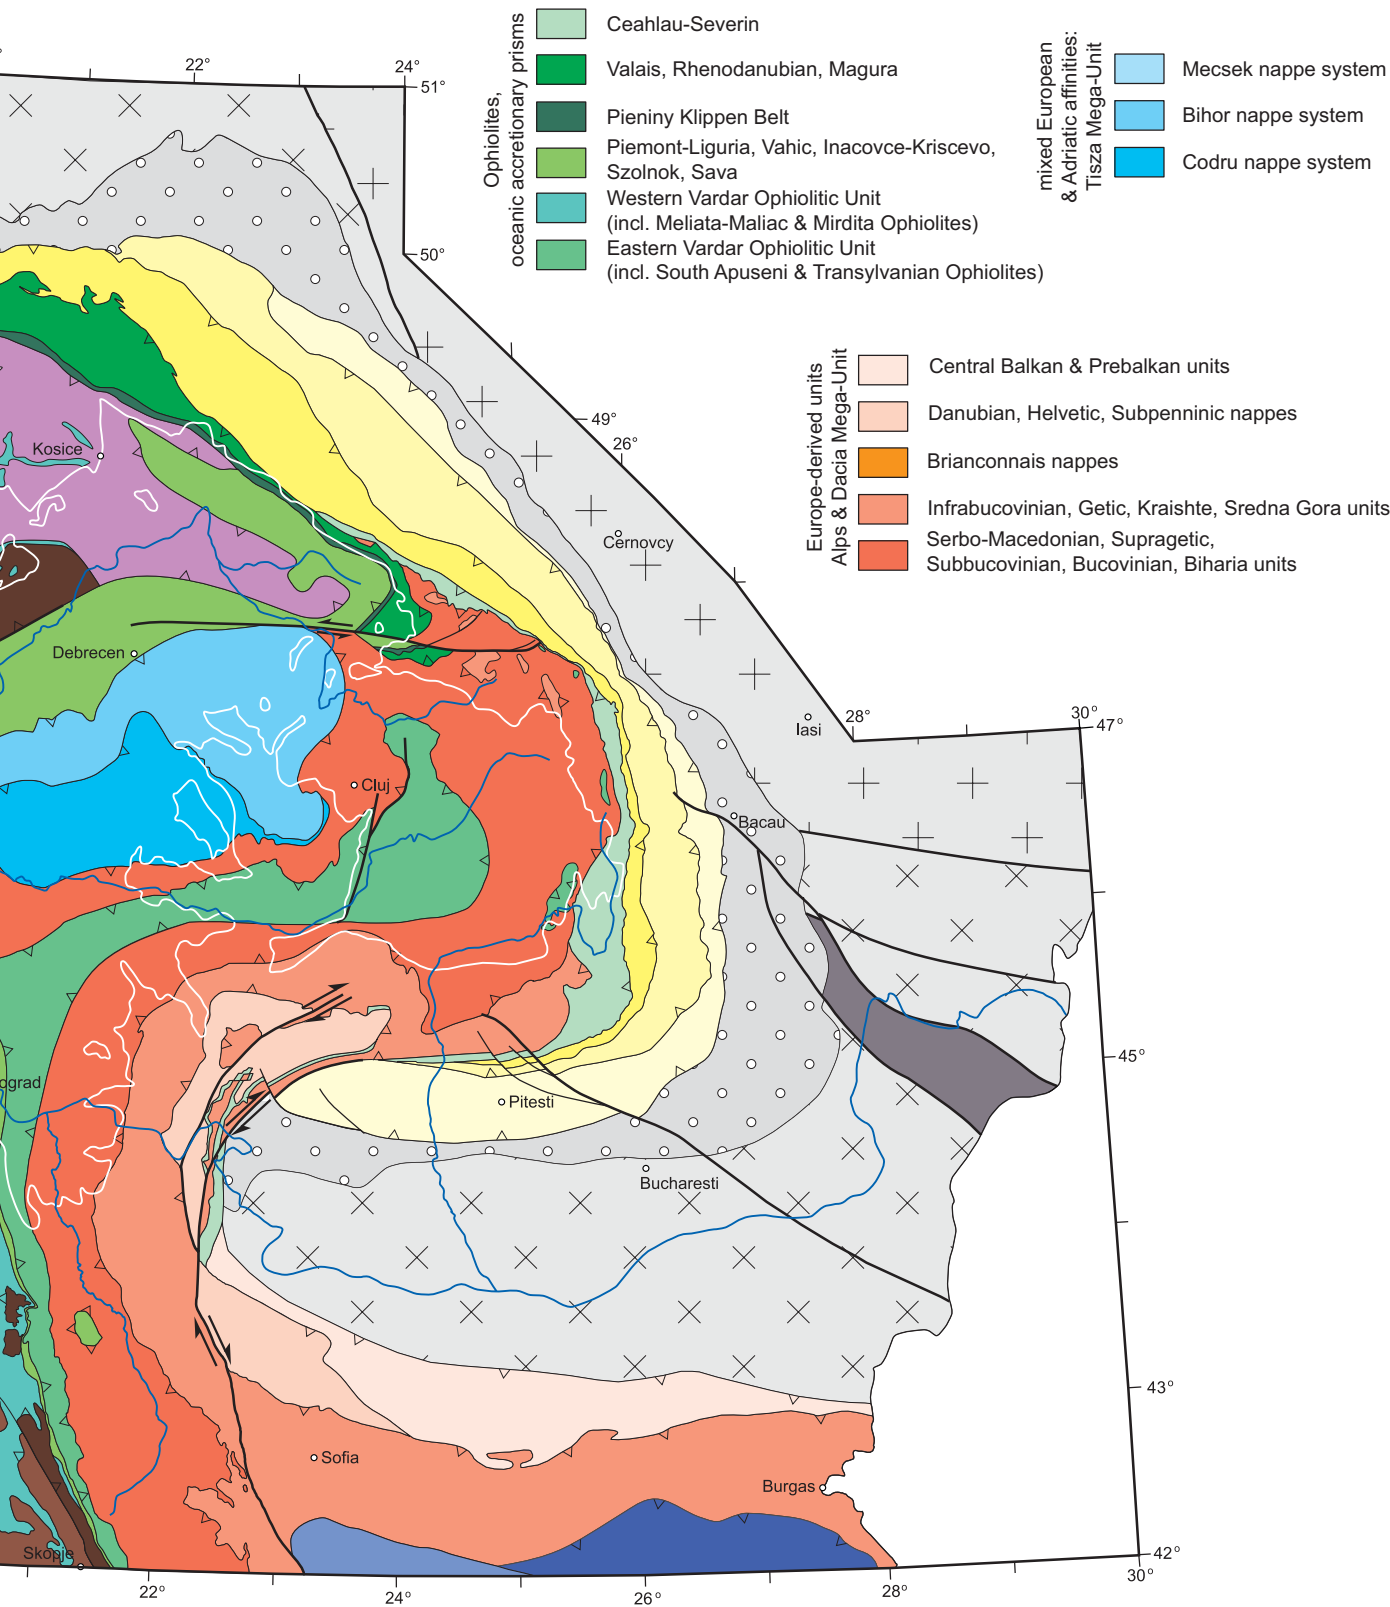 Ophiolites,
oceanic accretionary prisms
Ceahlau-Severin
Valais, Rhenodanubian, Magura
Pieniny Klippen Belt
Piemont-Liguria, Vahic, Inacovce-Kriscevo,
Szolnok, Sava
Western Vardar Ophiolitic Unit
(incl. Meliata-Maliac & Mirdita Ophiolites)
Eastern Vardar Ophiolitic Unit
(incl. South Apuseni & Transylvanian Ophiolites)
mixed European
& Adriatic affinities:
Tisza Mega-Unit
Mecsek nappe system
Bihor nappe system
Codru nappe system
Europe-derived units
Alps & Dacia Mega-Unit
Central Balkan & Prebalkan units
Danubian, Helvetic, Subpenninic nappes
Brianconnais nappes
Infrabucovinian, Getic, Kraishte, Sredna Gora units
Serbo-Macedonian, Supragetic,
Subbucovinian, Bucovinian, Biharia units
22°
24°
51°
50°
49°
26°
Kosice
Cernovcy
Debrecen
Iasi
28°
30°
47°
Cluj
Bacau
45°
ograd
Pitesti
Bucharesti
43°
Sofia
Burgas
Skopje
42°
22°
24°
26°
28°
30°